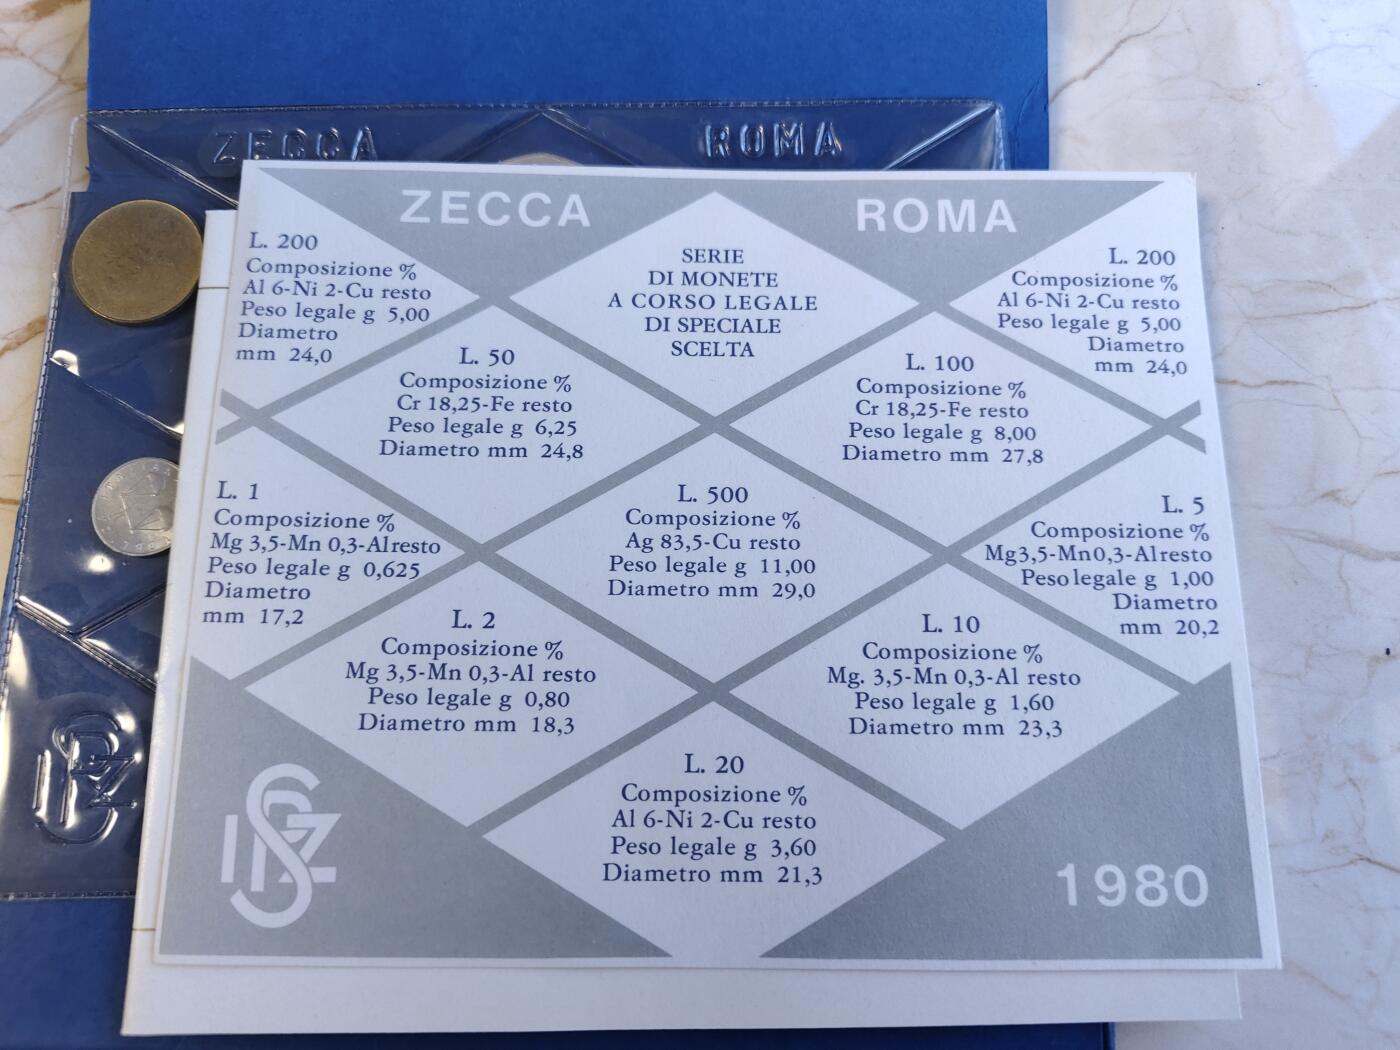 ZECCA
ROMA
ZECCA
ROMA
L. 200
Composizione %
Al 6-Ni 2-Cu resto
Peso legale g 5,00
Diametro
mm 24,0
SERIE
DI MONETE
A CORSO LEGALE
DI SPECIALE
SCELTA
L. 200
Composizione %
Al 6-Ni 2-Cu resto
Peso legale g 5,00
Diametro
mm 24,0
L. 50
Composizione %
Cr 18,25-Fe resto
Peso legale g 6,25
Diametro mm 24,8
L. 100
Composizione %
Cr 18,25-Fe resto
Peso legale g 8,00
Diametro mm 27,8
L. 1
Composizione %
Mg 3,5-Mn 0,3-Alresto
Peso legale g 0,625
Diametro
mm 17,2
L. 500
Composizione %
Ag 83,5-Cu resto
Peso legale g 11,00
Diametro mm 29,0
L. 5
Composizione %
Mg3,5-Mn0,3-Alresto
Peso legale g 1,00
Diametro
mm 20,2
L. 2
Composizione %
Mg 3,5-Mn 0,3-Al resto
Peso legale g 0,80
Diametro mm 18,3
L. 10
Composizione %
Mg. 3,5-Mn 0,3-Al resto
Peso legale g 1,60
Diametro mm 23,3
L. 20
Composizione %
Al 6-Ni 2-Cu resto
Peso legale g 3,60
Diametro mm 21,3
1980